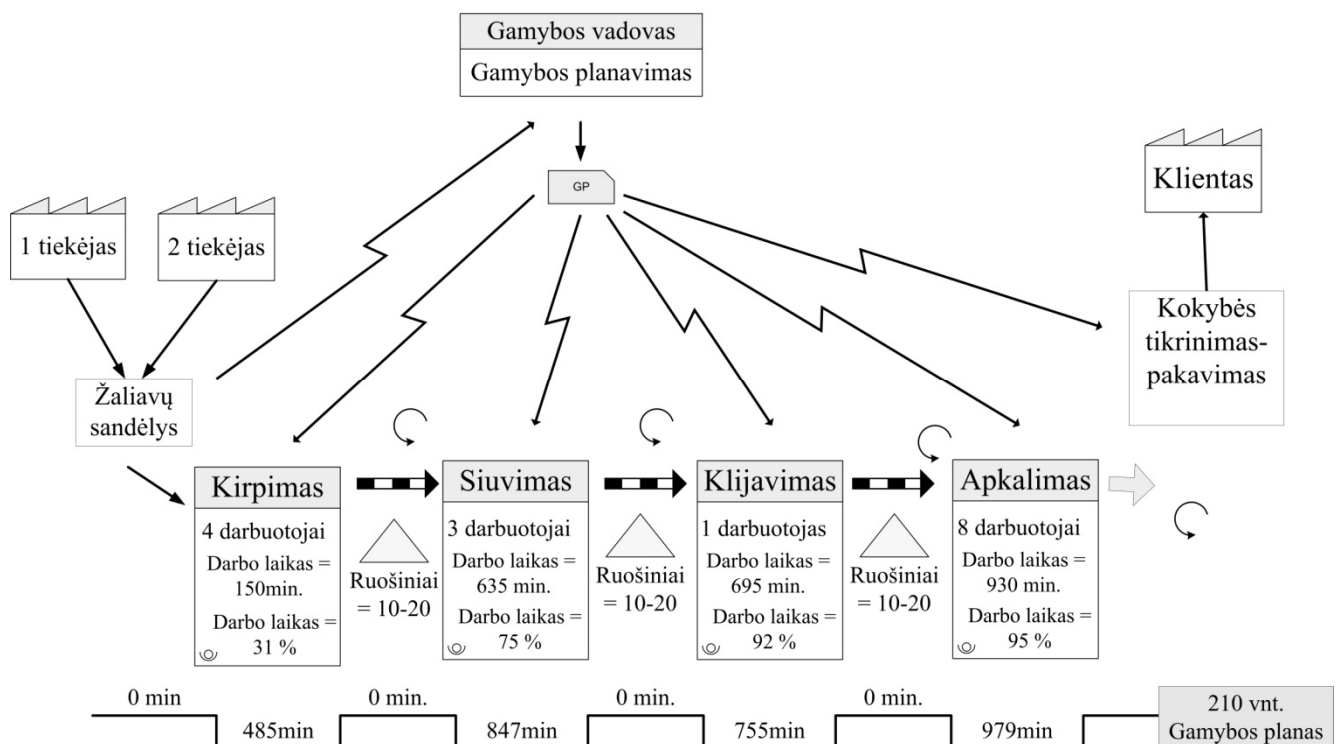 Gamybos vadovas
Gamybos planavimas
GP
Klientas
1 tiekėjas
2 tiekėjas
Kokybės
tikrinimas-
pakavimas
Žaliavų
sandėlys
Kirpimas
4 darbuotojai
Darbo laikas =
150min.
Darbo laikas =
31 %
Ruošiniai
= 10-20
Siuvimas
3 darbuotojai
Darbo laikas =
635 min.
Darbo laikas =
75 %
Ruošiniai
= 10-20
Klijavimas
1 darbuotojas
Darbo laikas =
695 min.
Darbo laikas =
92 %
Ruošiniai
= 10-20
Apkalimas
8 darbuotojai
Darbo laikas =
930 min.
Darbo laikas =
95 %
0 min
485min
0 min.
847min
0 min.
755min
0 min.
979min
210 vnt.
Gamybos planas